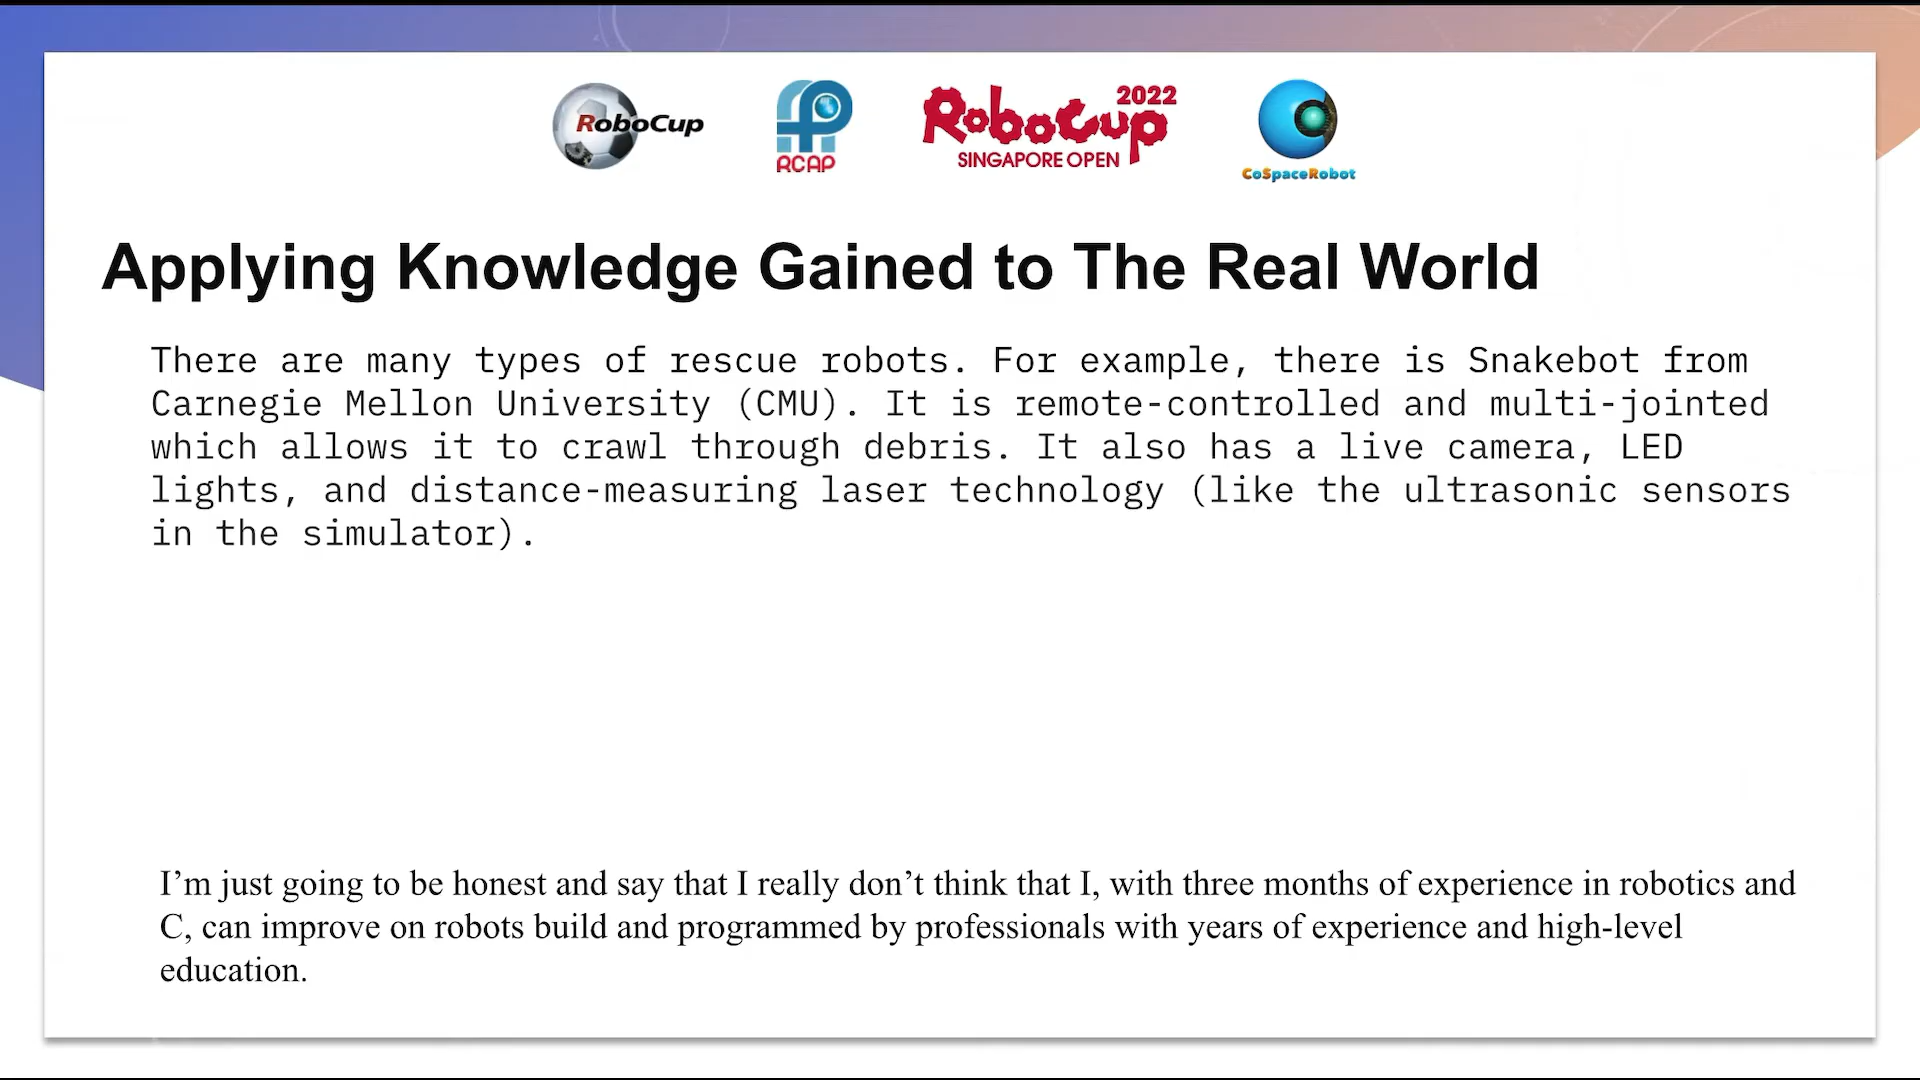 RoboCup
RCAP
RoboCup 2022
SINGAPORE OPEN
CoSpaceRobot
Applying Knowledge Gained to The Real World
There are many types of rescue robots. For example, there is Snakebot from
Carnegie Mellon University (CMU). It is remote-controlled and multi-jointed
which allows it to crawl through debris. It also has a live camera, LED
lights, and distance-measuring laser technology (like the ultrasonic sensors
in the simulator).
I’m just going to be honest and say that I really don’t think that I, with three months of experience in robotics and
C, can improve on robots build and programmed by professionals with years of experience and high-level
education.